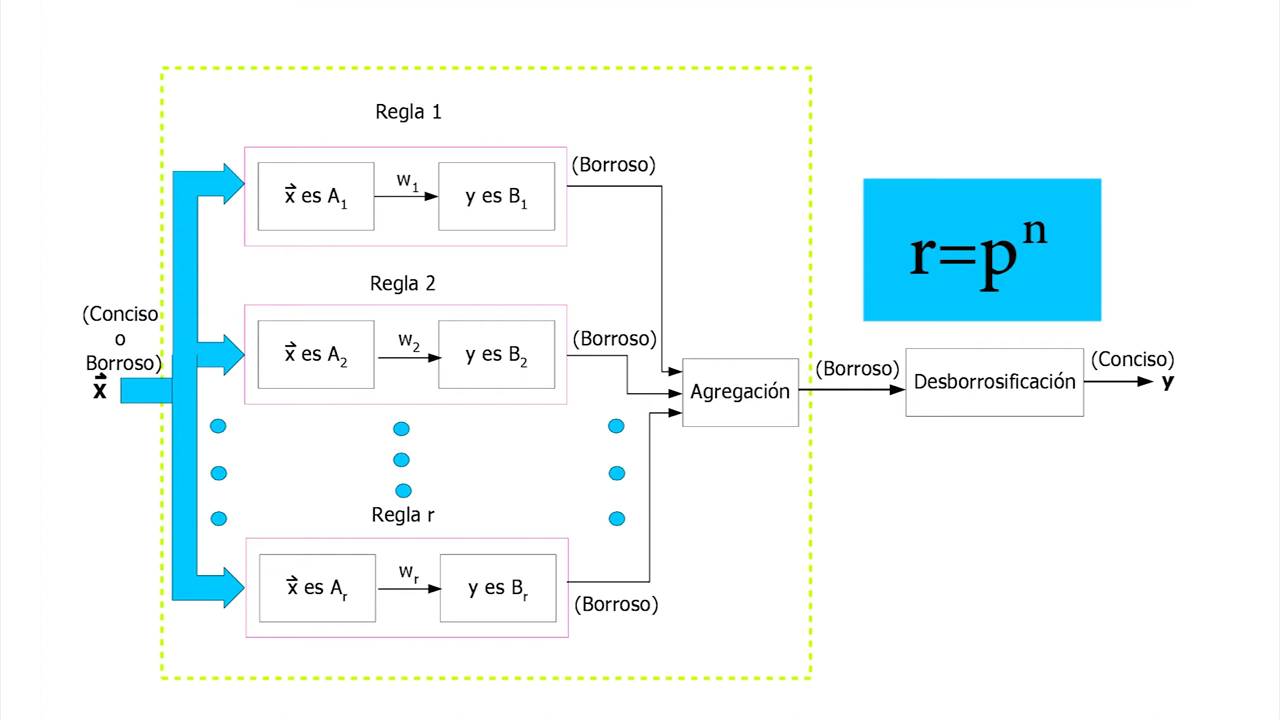 Regla 1
(Borroso)
x⃗ es A₁
w₁
y es B₁
r=pⁿ
Regla 2
(Conciso
o
Borroso)
x⃗
x⃗ es A₂
w₂
y es B₂
(Borroso)
Agregación
(Borroso)
Desborrosificación
(Conciso)
y
Regla r
x⃗ es Aᵣ
wᵣ
y es Bᵣ
(Borroso)